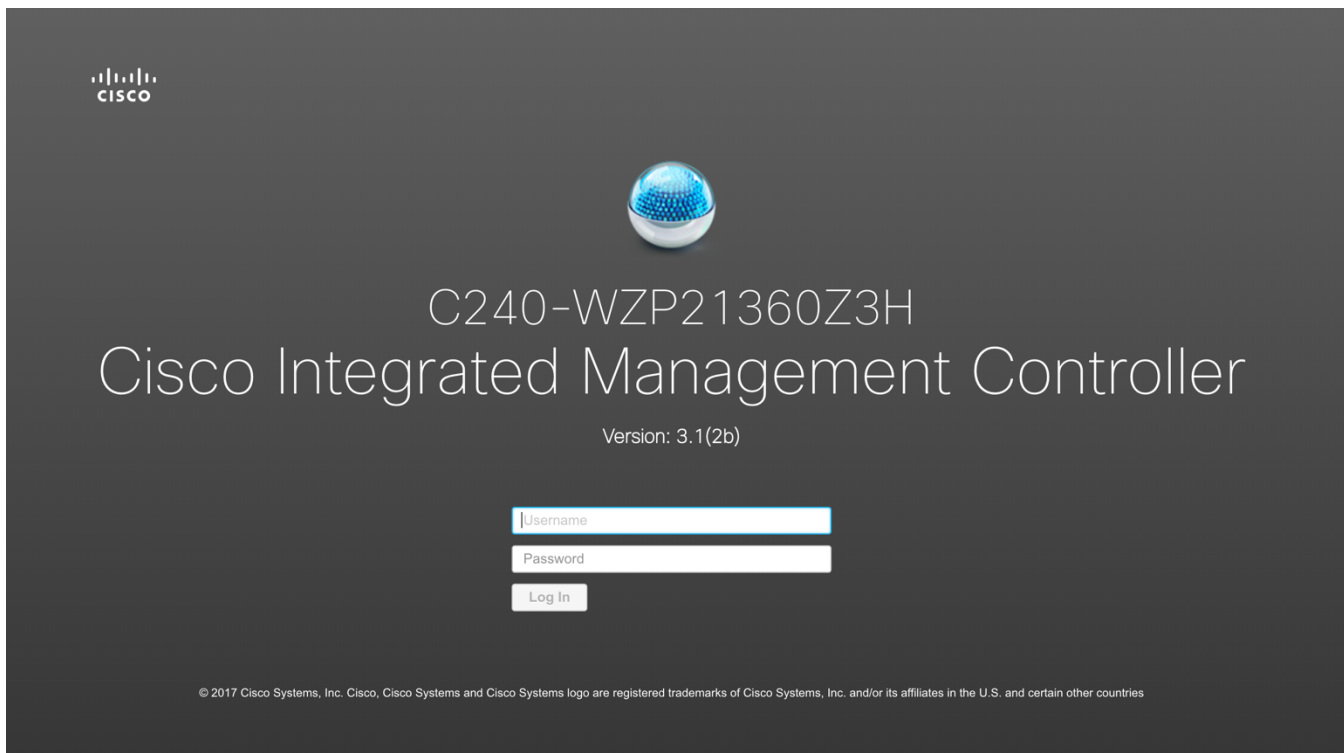 CISCO
C240-WZP21360Z3H
Cisco Integrated Management Controller
Version: 3.1(2b)
Username
Password
Log In
© 2017 Cisco Systems, Inc. Cisco, Cisco Systems and Cisco Systems logo are registered trademarks of Cisco Systems, Inc. and/or its affiliates in the U.S. and certain other countries